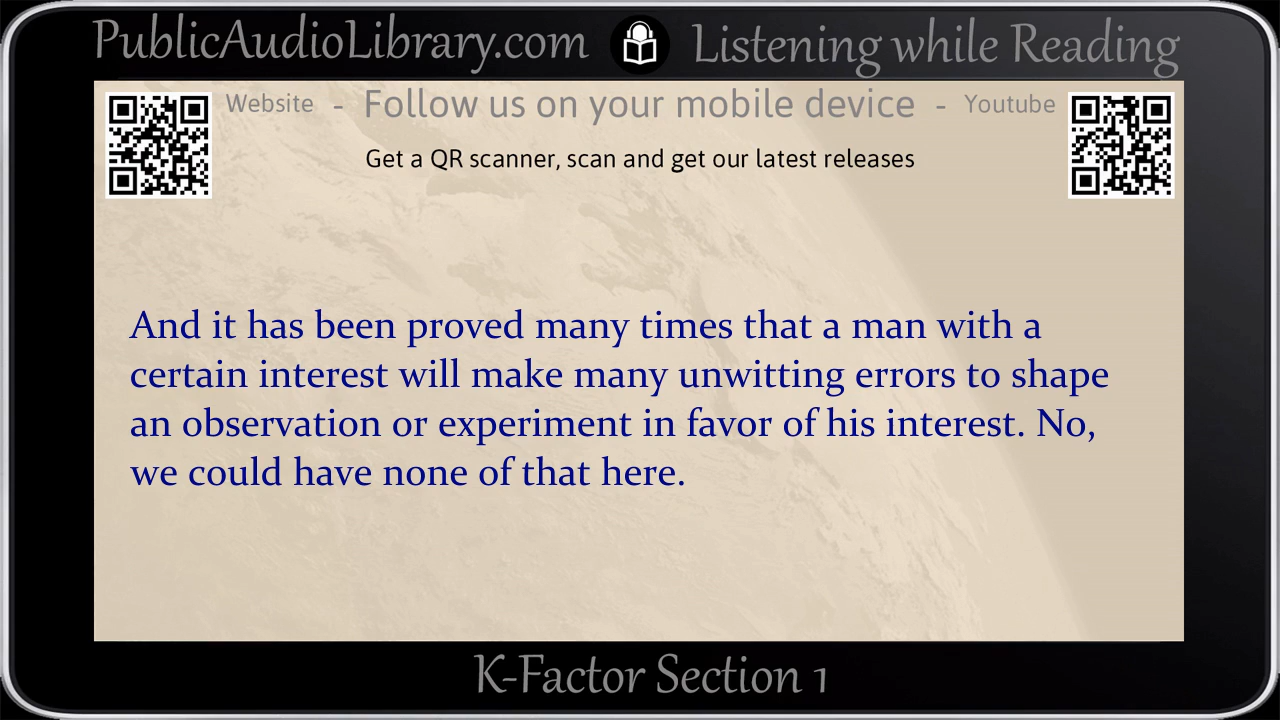 PublicAudioLibrary.com Listening while Reading
Website - Follow us on your mobile device - Youtube
Get a QR scanner, scan and get our latest releases
And it has been proved many times that a man with a
certain interest will make many unwitting errors to shape
an observation or experiment in favor of his interest. No,
we could have none of that here.
K-Factor Section 1